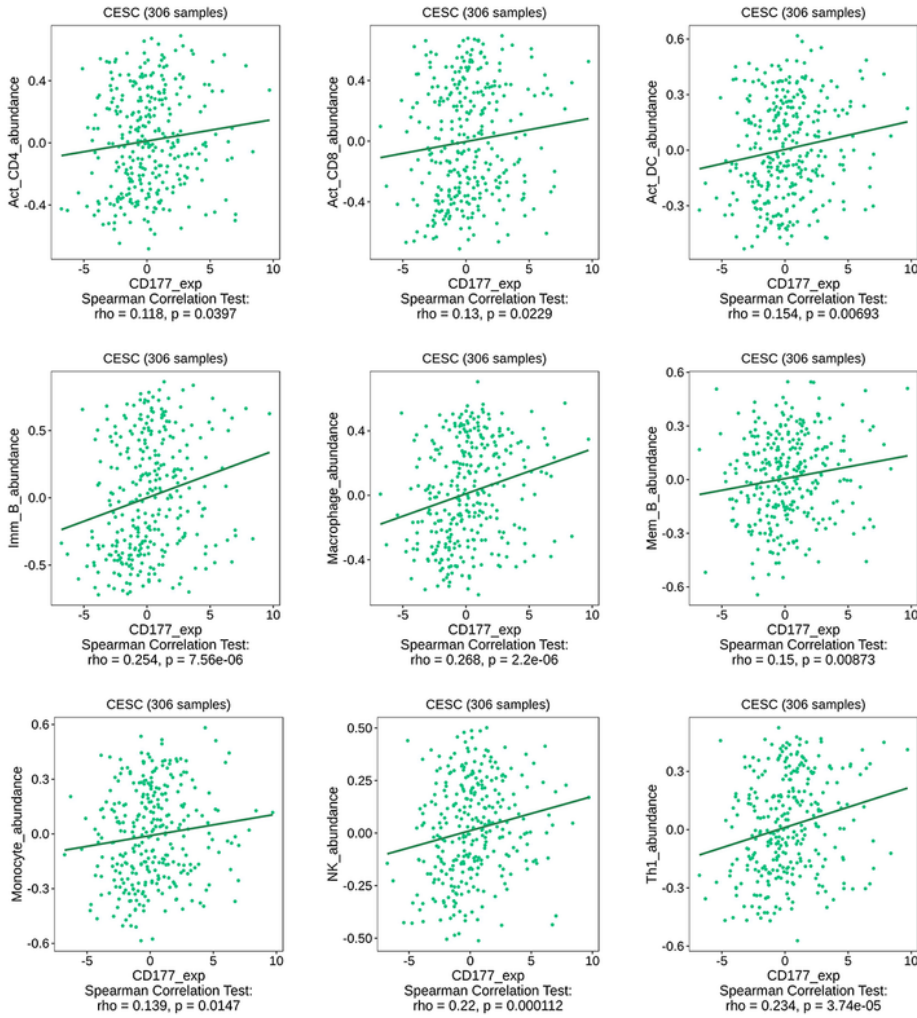 CESC (306 samples)
Act_CD4_abundance
0.4
0.0
-0.4
-5 0 5 10
CD177_exp
Spearman Correlation Test:
rho = 0.118, p = 0.0397
CESC (306 samples)
Act_CD8_abundance
0.4
0.0
-0.4
-5 0 5 10
CD177_exp
Spearman Correlation Test:
rho = 0.13, p = 0.0229
CESC (306 samples)
Act_DC_abundance
0.6
0.3
0.0
-0.3
-5 0 5 10
CD177_exp
Spearman Correlation Test:
rho = 0.154, p = 0.00693
CESC (306 samples)
Imm_B_abundance
0.5
0.0
-0.5
-5 0 5 10
CD177_exp
Spearman Correlation Test:
rho = 0.254, p = 7.56e-06
CESC (306 samples)
Macrophage_abundance
0.4
0.0
-0.4
-5 0 5 10
CD177_exp
Spearman Correlation Test:
rho = 0.268, p = 2.2e-06
CESC (306 samples)
Mem_B_abundance
0.6
0.3
0.0
-0.3
-0.6
-5 0 5 10
CD177_exp
Spearman Correlation Test:
rho = 0.15, p = 0.00873
CESC (306 samples)
Monocyte_abundance
0.6
0.3
0.0
-0.3
-0.6
-5 0 5 10
CD177_exp
Spearman Correlation Test:
rho = 0.139, p = 0.0147
CESC (306 samples)
NK_abundance
0.50
0.25
0.00
-0.25
-0.50
-5 0 5 10
CD177_exp
Spearman Correlation Test:
rho = 0.22, p = 0.000112
CESC (306 samples)
Th1_abundance
0.3
0.0
-0.3
-0.6
-5 0 5 10
CD177_exp
Spearman Correlation Test:
rho = 0.234, p = 3.74e-05